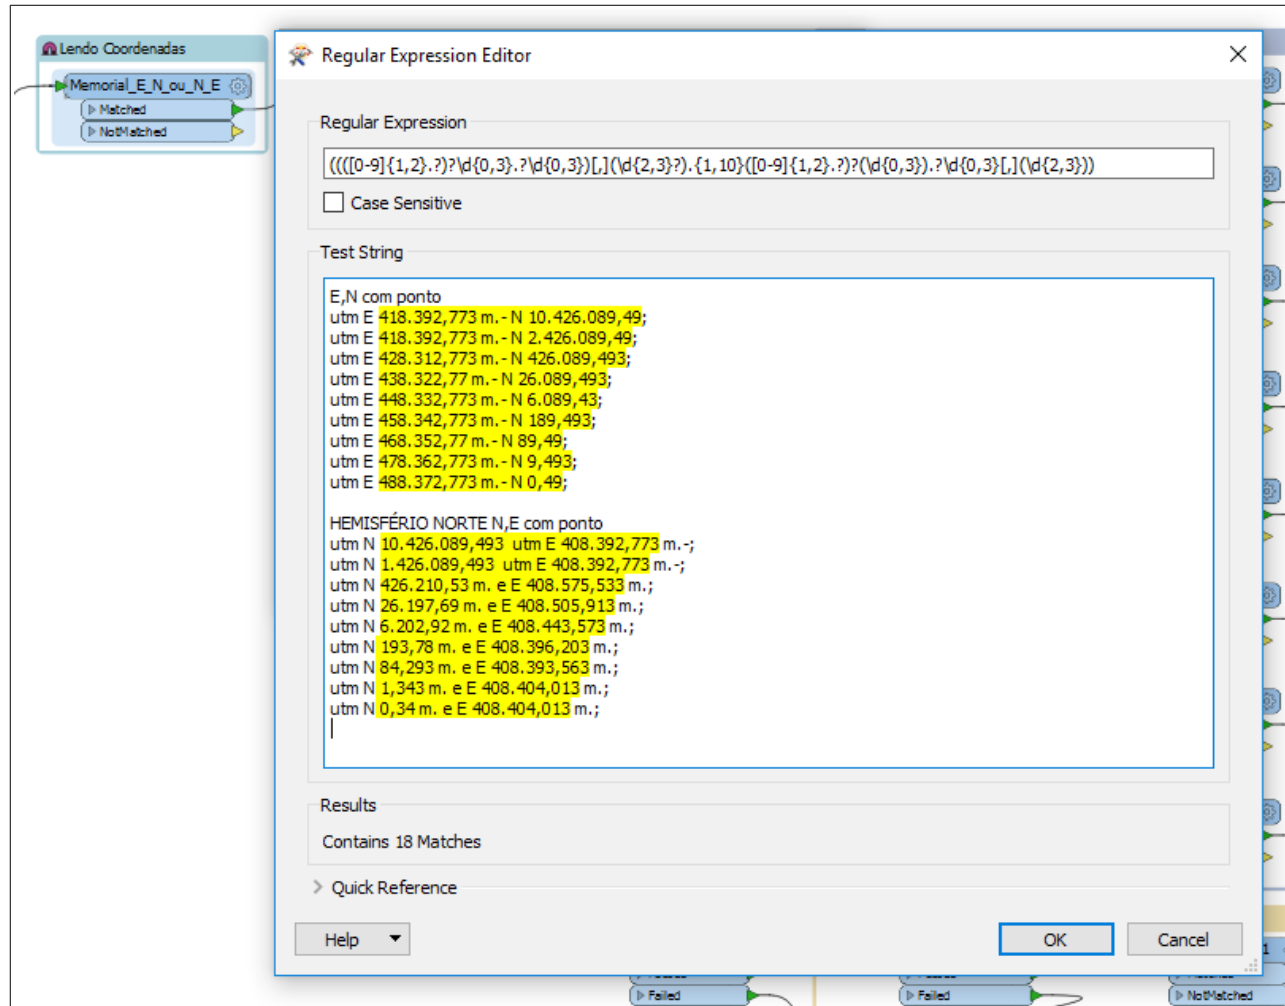 Lendo Coordenadas
Memorial_E_N_ou_N_E
Matched
NotMatched
Regular Expression Editor
Regular Expression
((([0-9]{1,2}.?)?\d{0,3}.?\d{0,3})[,](\d{2,3}?).{1,10}([0-9]{1,2}.?)?(\d{0,3}).?\d{0,3}[,](\d{2,3}))
Case Sensitive
Test String
E,N com ponto
utm E 418.392,773 m.- N 10.426.089,49;
utm E 418.392,773 m.- N 2.426.089,49;
utm E 428.312,773 m.- N 426.089,493;
utm E 438.322,77 m.- N 26.089,493;
utm E 448.332,773 m.- N 6.089,43;
utm E 458.342,773 m.- N 189,493;
utm E 468.352,77 m.- N 89,49;
utm E 478.362,773 m.- N 9,493;
utm E 488.372,773 m.- N 0,49;
HEMISFÉRIO NORTE N,E com ponto
utm N 10.426.089,493  utm E 408.392,773 m.-;
utm N 1.426.089,493  utm E 408.392,773 m.-;
utm N 426.210,53 m. e E 408.575,533 m.;
utm N 26.197,69 m. e E 408.505,913 m.;
utm N 6.202,92 m. e E 408.443,573 m.;
utm N 193,78 m. e E 408.396,203 m.;
utm N 84,293 m. e E 408.393,563 m.;
utm N 1,343 m. e E 408.404,013 m.;
utm N 0,34 m. e E 408.404,013 m.;
Results
Contains 18 Matches
Quick Reference
Help
OK
Cancel
1
Failed
Failed
NotMatched